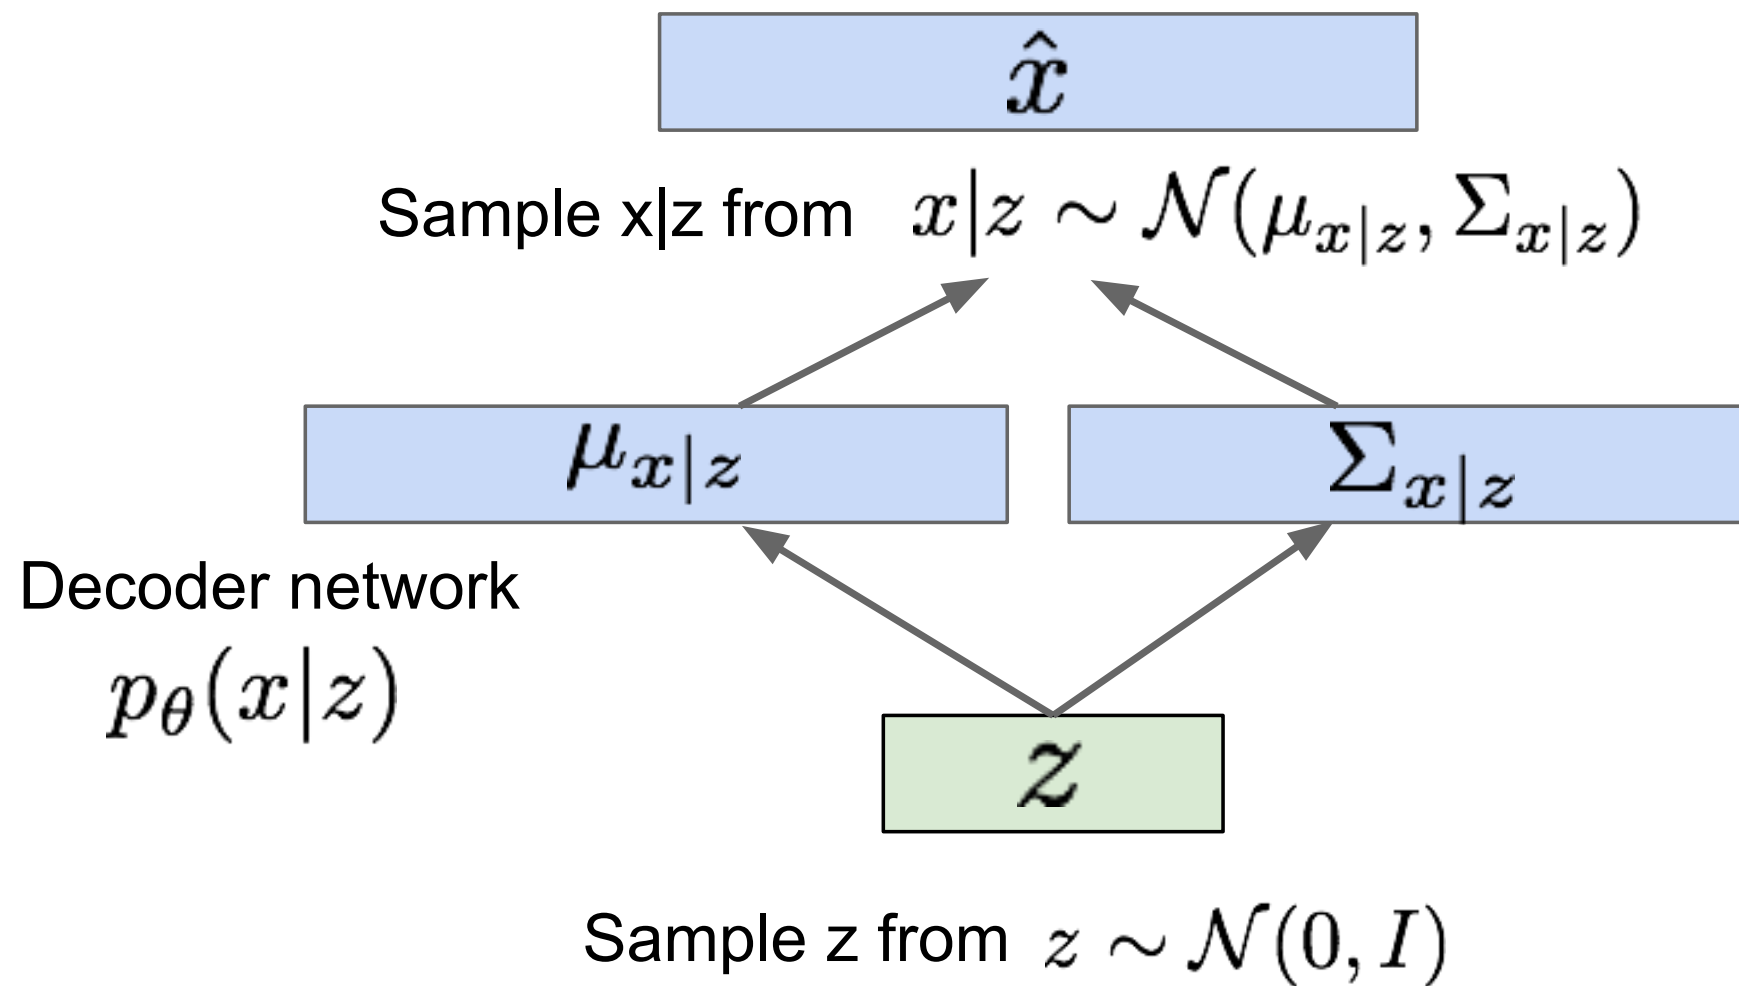 x̂
Sample x|z from x|z ∼ 𝒩(μ_{x|z}, Σ_{x|z})
μ_{x|z} Σ_{x|z}
Decoder network
p_θ(x|z)
z
Sample z from z ∼ 𝒩(0, I)